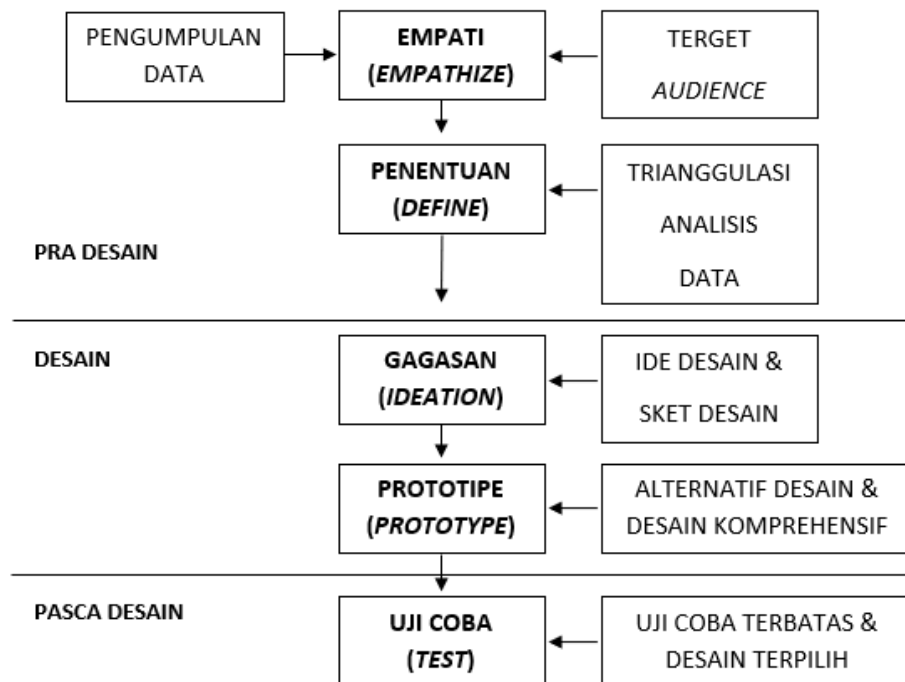 PENGUMPULAN
DATA
EMPATI
(EMPATHIZE)
TERGET
AUDIENCE
PENENTUAN
(DEFINE)
TRIANGGULASI
ANALISIS
DATA
PRA DESAIN
DESAIN
GAGASAN
(IDEATION)
IDE DESAIN &
SKET DESAIN
PROTOTIPE
(PROTOTYPE)
ALTERNATIF DESAIN &
DESAIN KOMPREHENSIF
PASCA DESAIN
UJI COBA
(TEST)
UJI COBA TERBATAS &
DESAIN TERPILIH